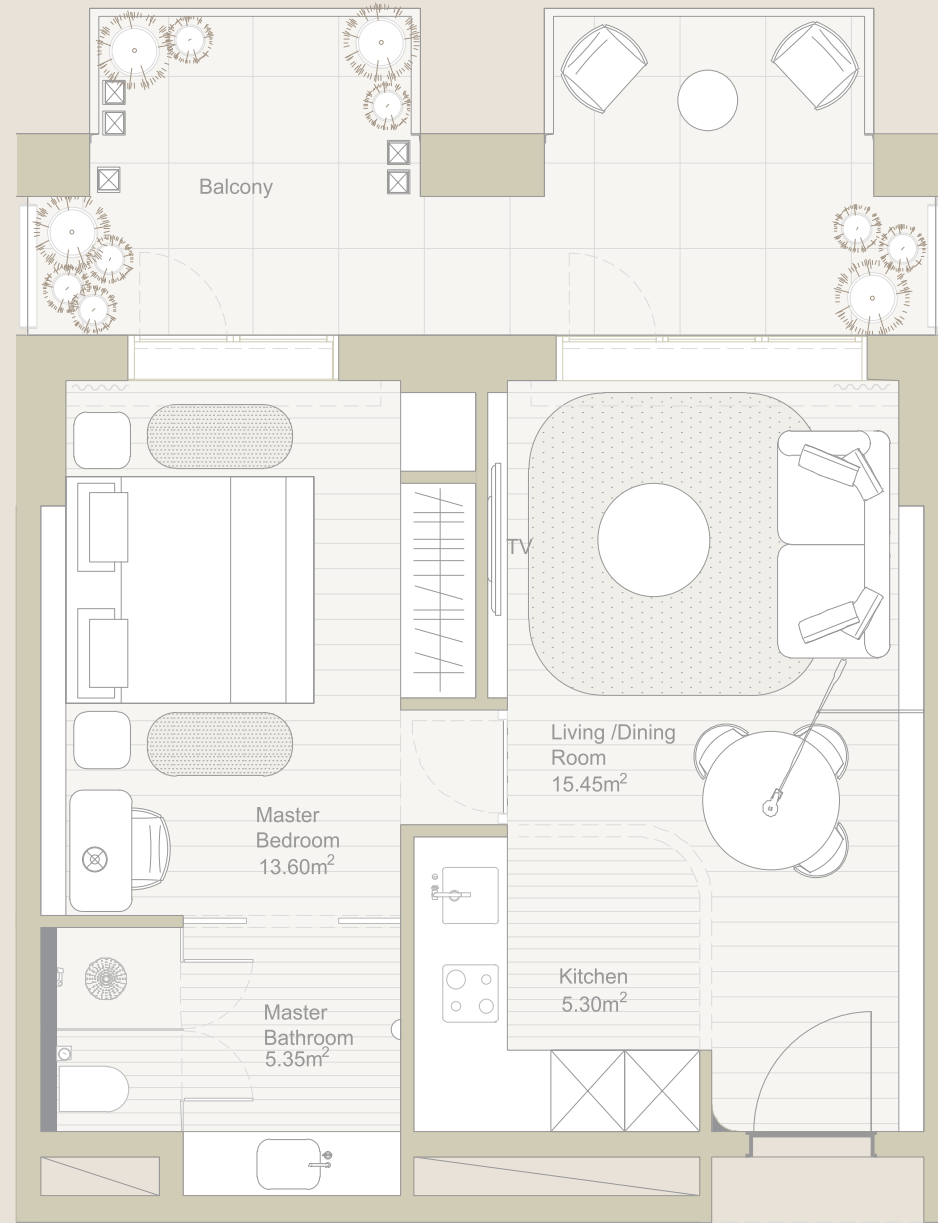 Balcony
TV
Living /Dining
Room
15.45m²
Master
Bedroom
13.60m²
Kitchen
5.30m²
Master
Bathroom
5.35m²